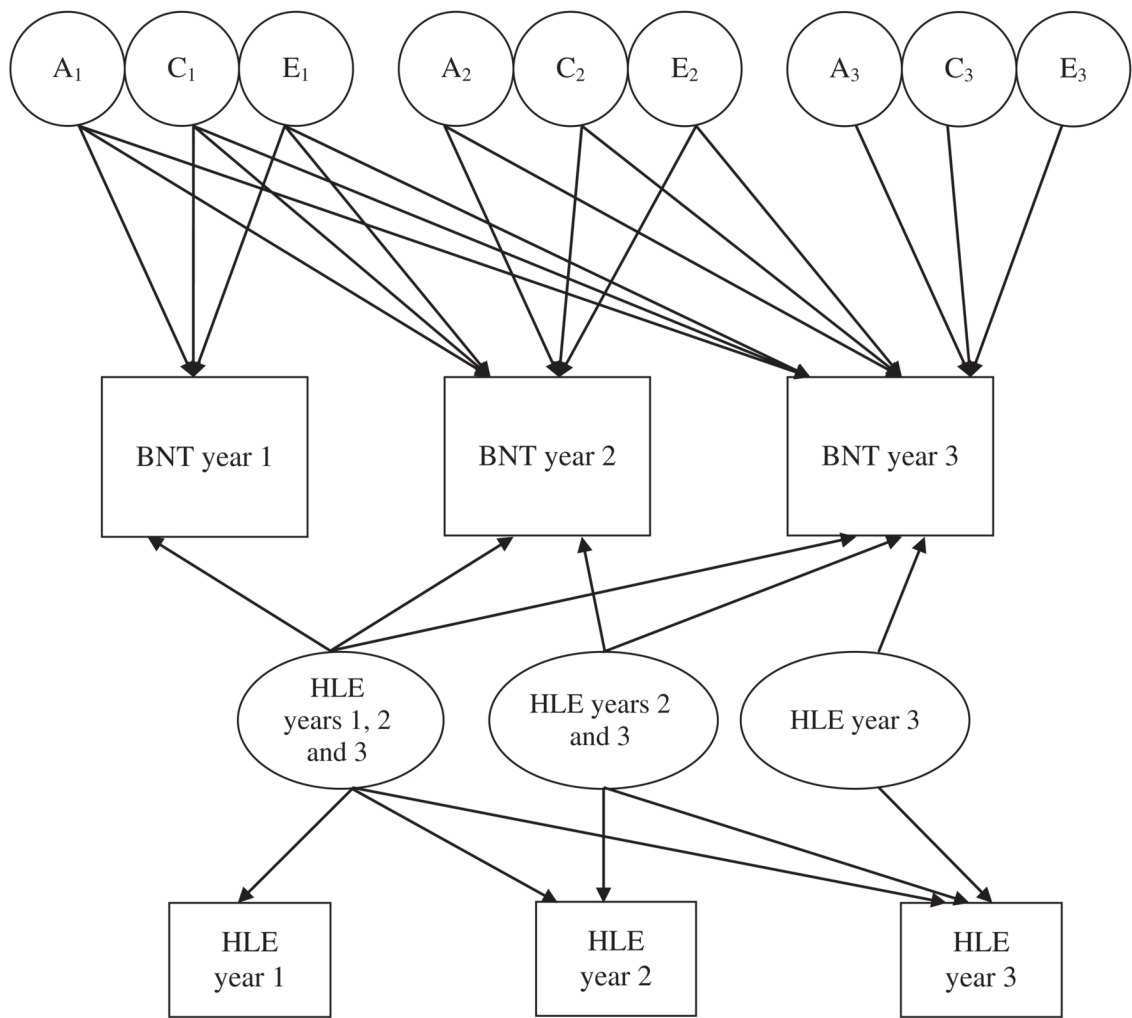 A₁ C₁ E₁ A₂ C₂ E₂ A₃ C₃ E₃
BNT year 1
BNT year 2
BNT year 3
HLE
years 1, 2
and 3
HLE years 2
and 3
HLE year 3
HLE
year 1
HLE
year 2
HLE
year 3